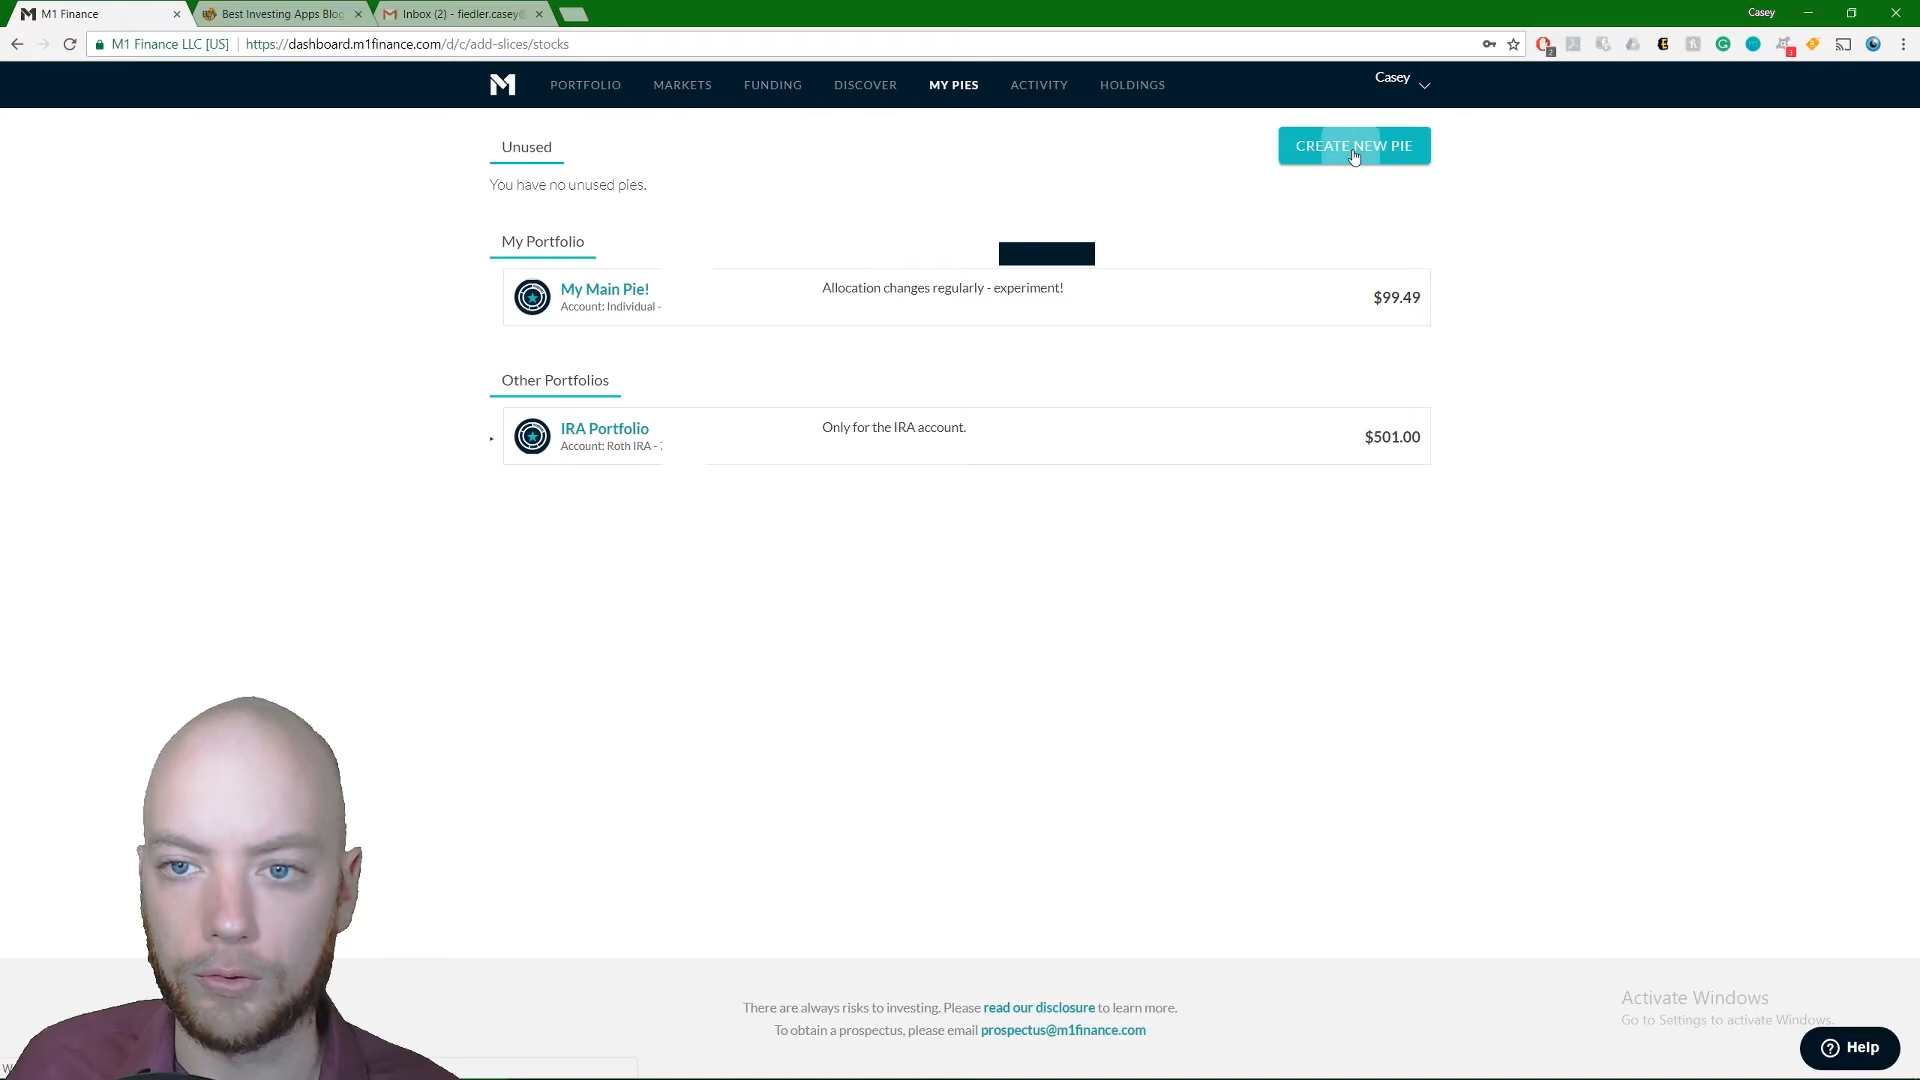 M1 Finance
Best Investing Apps Blog
Inbox (2) - fiedler.casey@
Casey
M1 Finance LLC [US]
https://dashboard.m1finance.com/d/c/add-slices/stocks
2
3
PORTFOLIO
MARKETS
FUNDING
DISCOVER
MY PIES
ACTIVITY
HOLDINGS
Casey
Unused
CREATE NEW PIE
You have no unused pies.
My Portfolio
My Main Pie!
Account: Individual -
Allocation changes regularly - experiment!
$99.49
Other Portfolios
IRA Portfolio
Account: Roth IRA -
Only for the IRA account.
$501.00
There are always risks to investing. Please read our disclosure to learn more.
To obtain a prospectus, please email prospectus@m1finance.com
Activate Windows
Go to Settings to activate Windows.
Help